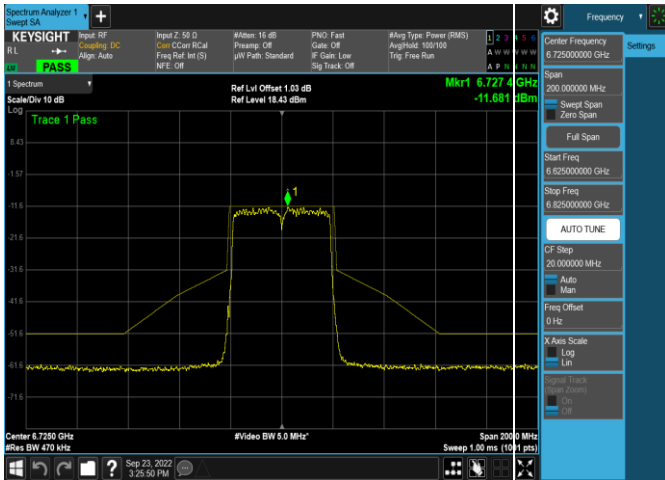 Spectrum Analyzer 1
Swept SA
KEYSIGHT
R L
PASS
Input: RF
Coupling: DC
Align: Auto
Input Z: 50 Ω
Corr CCorr RCal
Freq Ref: Int (S)
NFE: Off
#Atten: 16 dB
Preamp: Off
µW Path: Standard
PNO: Fast
Gate: Off
IF Gain: Low
Sig Track: Off
#Avg Type: Power (RMS)
Avg|Hold: 100/100
Trig: Free Run
1 2 3 4 5 6
A W W W W W
A P N N N N
1 Spectrum
Scale/Div 10 dB
Log
Ref Lvl Offset 1.03 dB
Ref Level 18.43 dBm
Mkr1 6.727 4 GHz
-11.681 dBm
Trace 1 Pass
8.43
-1.57
-11.6
1
-21.6
-31.6
-41.6
-51.6
-61.6
-71.6
Center 6.7250 GHz
#Res BW 470 kHz
#Video BW 5.0 MHz*
Span 200.0 MHz
Sweep 1.00 ms (1001 pts)
Sep 23, 2022
3:25:50 PM
Frequency
Settings
Center Frequency
6.725000000 GHz
Span
200.000000 MHz
Swept Span
Zero Span
Full Span
Start Freq
6.625000000 GHz
Stop Freq
6.825000000 GHz
AUTO TUNE
CF Step
20.000000 MHz
Auto
Man
Freq Offset
0 Hz
X Axis Scale
Log
Lin
Signal Track
(Span Zoom)
On
Off